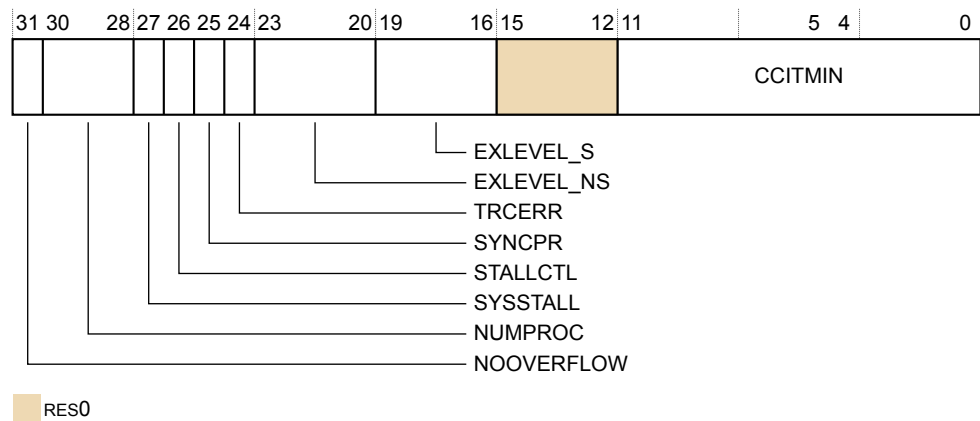 31 30 28 27 26 25 24 23 20 19 16 15 12 11 5 4 0
CCITMIN
EXLEVEL_S
EXLEVEL_NS
TRCERR
SYNCPR
STALLCTL
SYSSTALL
NUMPROC
NOOVERFLOW
RES0